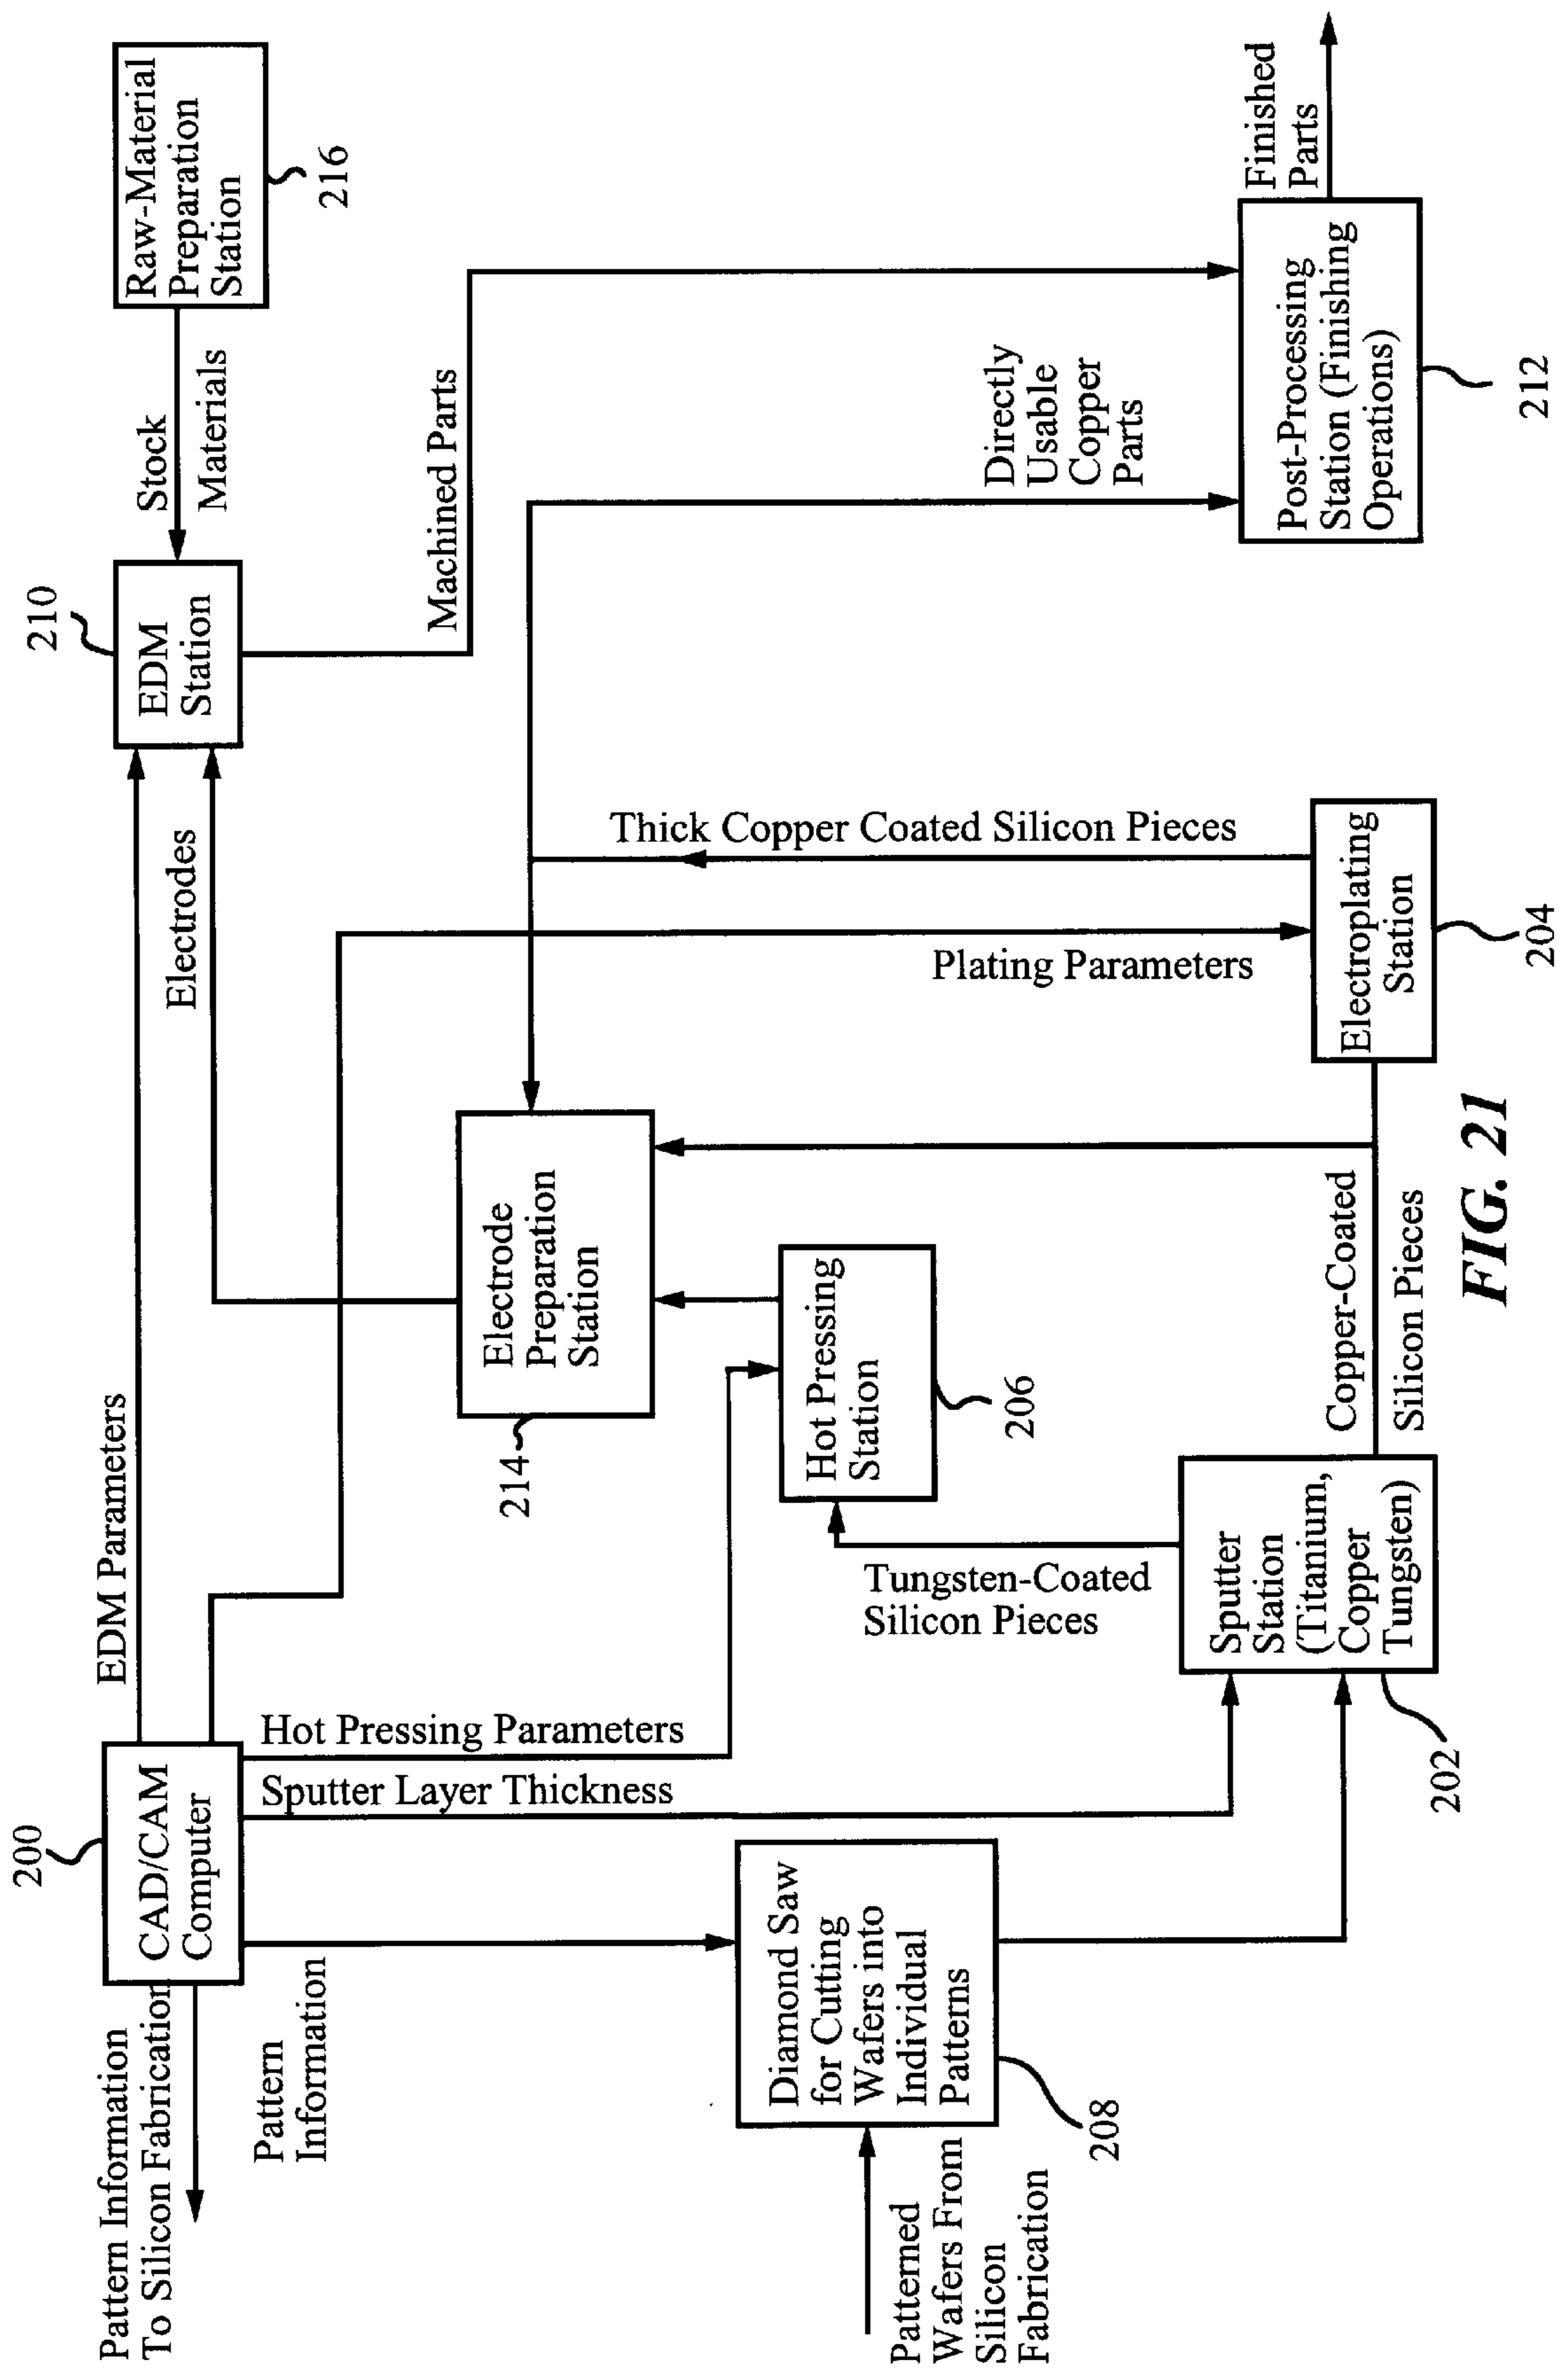 Pattern Information
To Silicon Fabrication
200
CAD/CAM
Computer
EDM Parameters
Electrodes
210
EDM
Station
Stock
Materials
Raw-Material
Preparation
Station
216
Pattern
Information
Hot Pressing Parameters
Sputter Layer Thickness
214
Electrode
Preparation
Station
Machined Parts
Thick Copper Coated Silicon Pieces
Plating Parameters
Directly
Usable
Copper
Parts
Patterned
Wafers From
Silicon
Fabrication
Diamond Saw
for Cutting
Wafers into
Individual
Patterns
208
Tungsten-Coated
Silicon Pieces
Hot Pressing
Station
206
Sputter
Station
(Titanium,
Copper
Tungsten)
202
Copper-Coated
Silicon Pieces
Electroplating
Station
204
Post-Processing
Station (Finishing
Operations)
212
Finished
Parts
FIG. 21